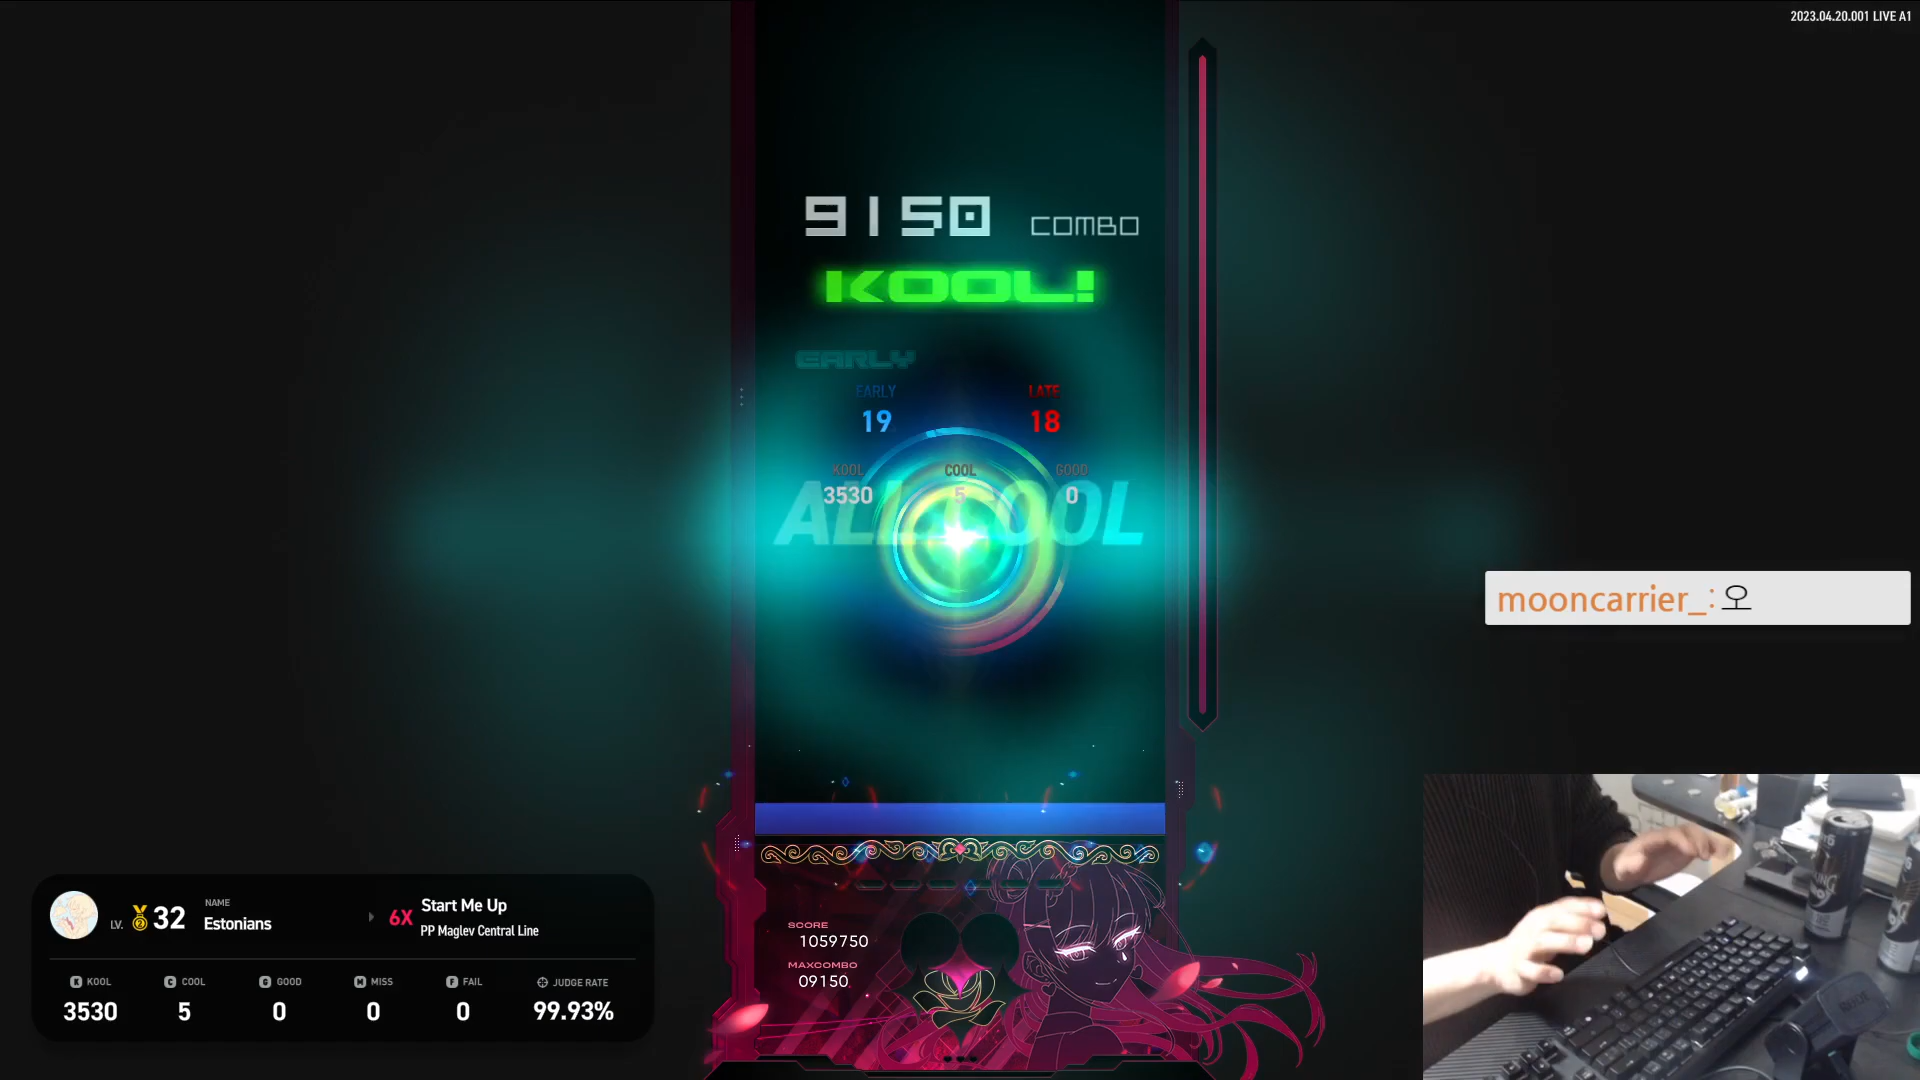 2023.04.20.001 LIVE A1
9150 COMBO
KOOL!
EARLY
EARLY LATE
19 18
KOOL COOL GOOD
3530 5 0
ALL COOL
mooncarrier_: 오
LV. 32 NAME Estonians
6X Start Me Up
PP Maglev Central Line
K KOOL C COOL G GOOD M MISS F FAIL JUDGE RATE
3530 5 0 0 0 99.93%
SCORE
1059750
MAXCOMBO
09150